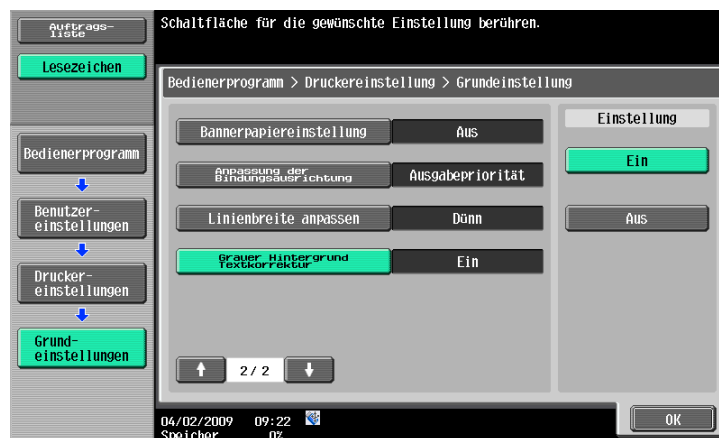 Auftrags-
liste
Lesezeichen
Bedienerprogramm
Benutzer-
einstellungen
Drucker-
einstellungen
Grund-
einstellungen
Schaltfläche für die gewünschte Einstellung berühren.
Bedienerprogramm > Druckereinstellung > Grundeinstellung
Bannerpapiereinstellung Aus
Anpassung der
Bindungsausrichtung Ausgabepriorität
Linienbreite anpassen Dünn
Grauer Hintergrund
Textkorrektur Ein
2/ 2
Einstellung
Ein
Aus
04/02/2009 09:22
Speicher 0%
OK